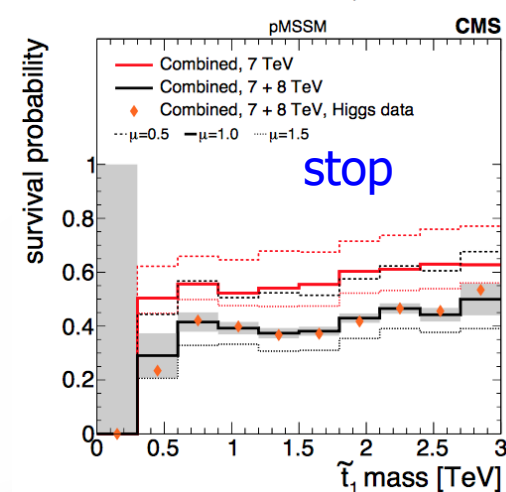 pMSSM CMS
survival probability
Combined, 7 TeV
Combined, 7 + 8 TeV
Combined, 7 + 8 TeV, Higgs data
μ=0.5 μ=1.0 μ=1.5
stop
1
0.8
0.6
0.4
0.2
0
0 0.5 1 1.5 2 2.5 3
t̃₁ mass [TeV]